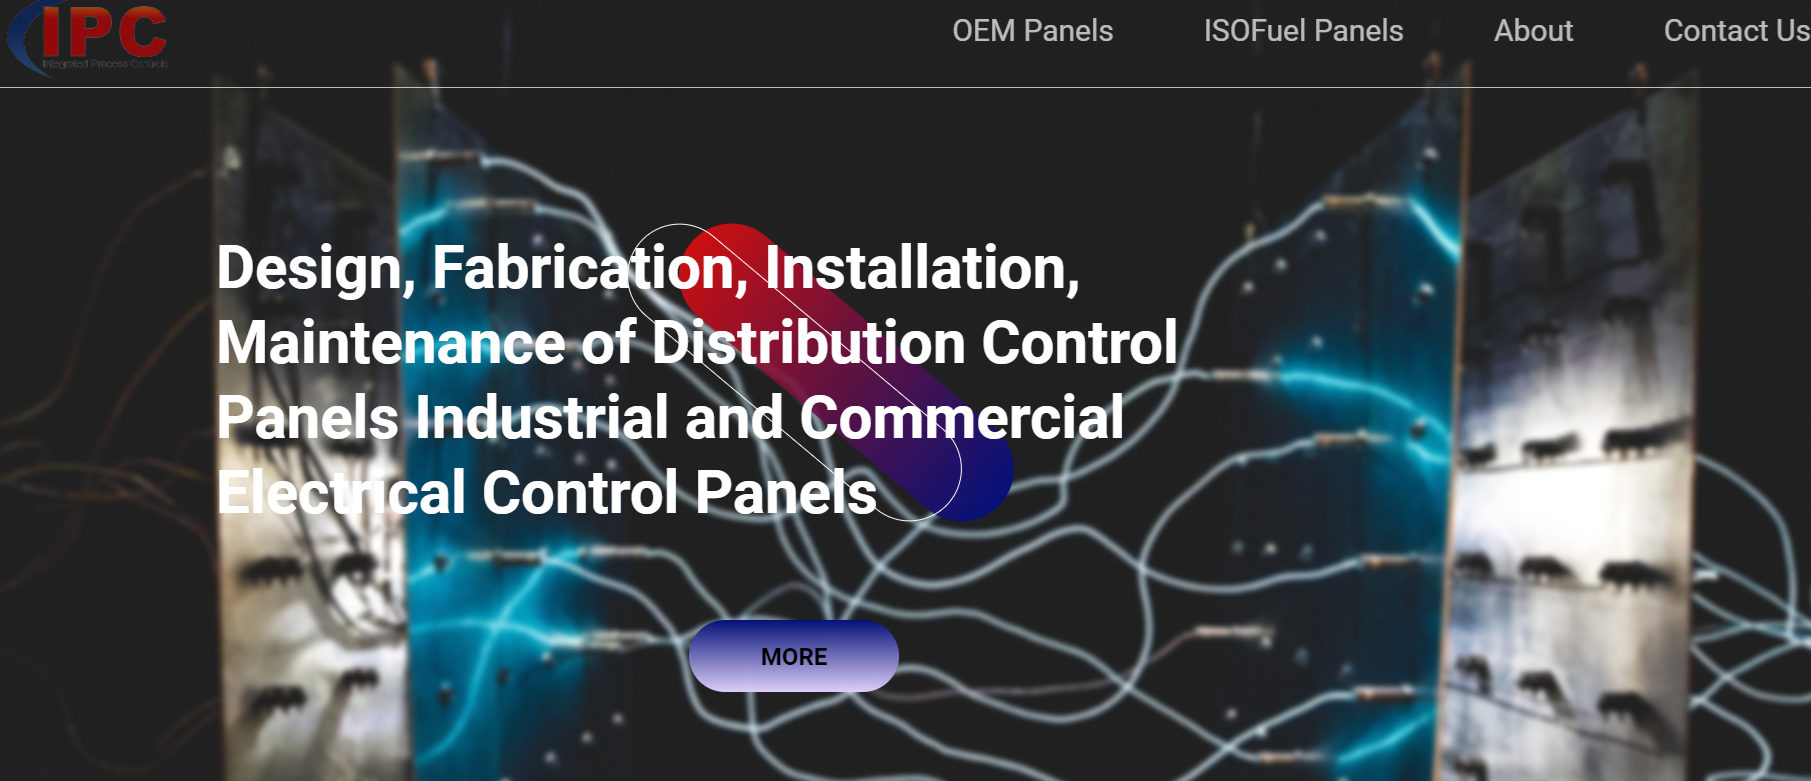 IPC
Integrated Process Controls
OEM Panels
ISOFuel Panels
About
Contact Us
Design, Fabrication, Installation,
Maintenance of Distribution Control
Panels Industrial and Commercial
Electrical Control Panels
MORE